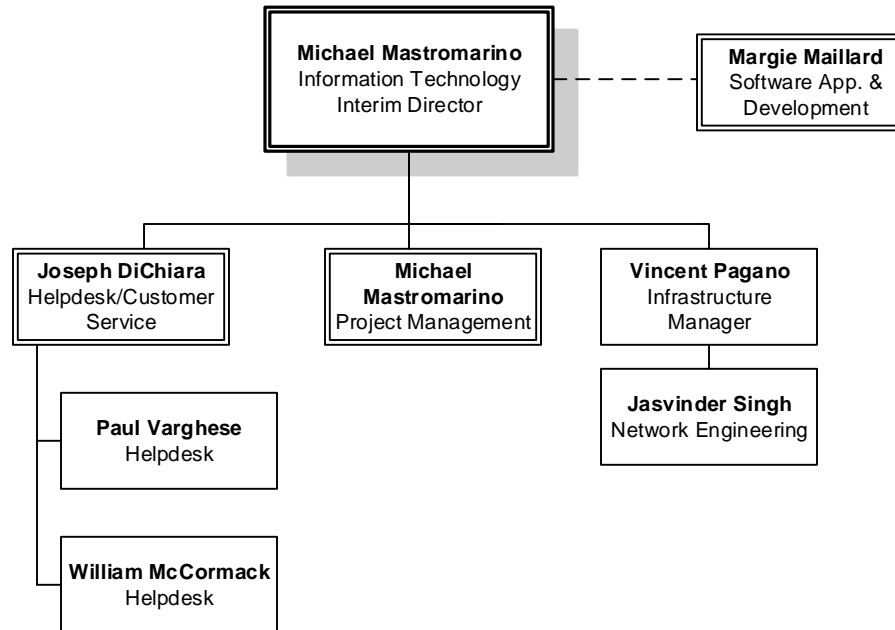 Michael Mastromarino
Information Technology
Interim Director
Margie Maillard
Software App. &
Development
Joseph DiChiara
Helpdesk/Customer
Service
Michael
Mastromarino
Project Management
Vincent Pagano
Infrastructure
Manager
Paul Varghese
Helpdesk
Jasvinder Singh
Network Engineering
William McCormack
Helpdesk